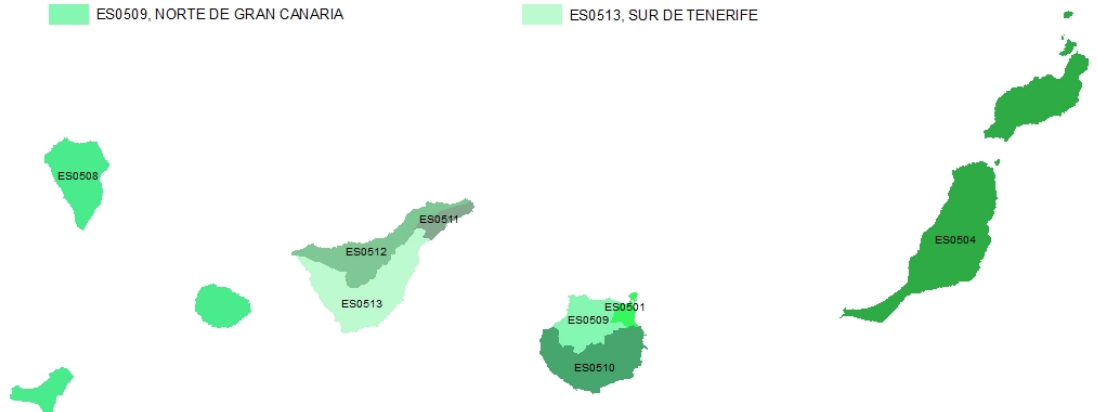 ES0509, NORTE DE GRAN CANARIA
ES0513, SUR DE TENERIFE
ES0508
ES0511
ES0504
ES0512
ES0513
ES0501
ES0509
ES0510